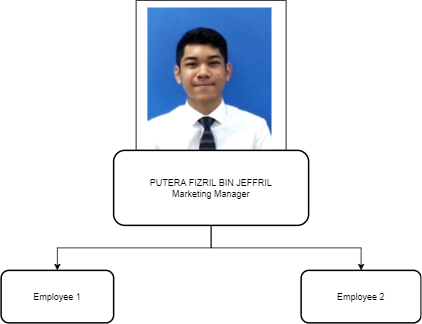 PUTERA FIZRIL BIN JEFFRIL
Marketing Manager
Employee 1
Employee 2